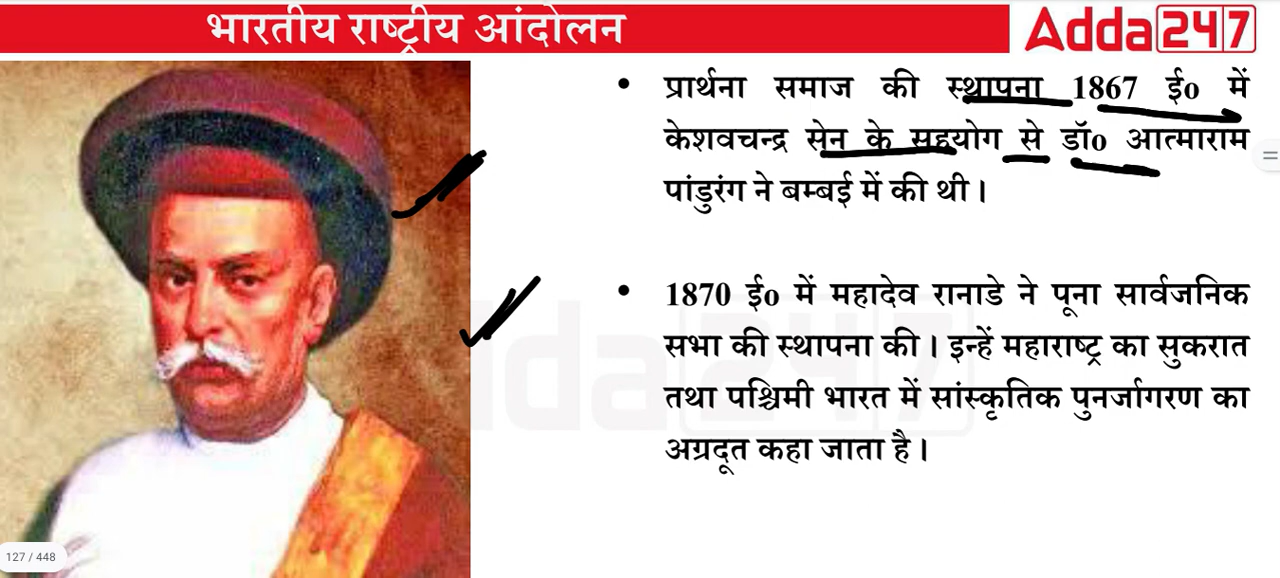 भारतीय राष्ट्रीय आंदोलन
Adda247
• प्रार्थना समाज की स्थापना 1867 ई० में
केशवचन्द्र सेन के सहयोग से डॉ० आत्माराम
पांडुरंग ने बम्बई में की थी।
• 1870 ई० में महादेव रानाडे ने पूना सार्वजनिक
सभा की स्थापना की। इन्हें महाराष्ट्र का सुकरात
तथा पश्चिमी भारत में सांस्कृतिक पुनर्जागरण का
अग्रदूत कहा जाता है।
Adda247
127 / 448